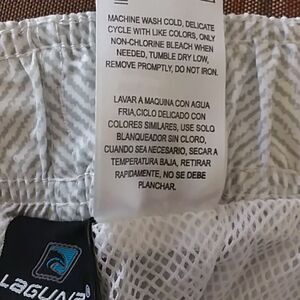 MACHINE WASH COLD, DELICATE
CYCLE WITH LIKE COLORS, ONLY
NON-CHLORINE BLEACH WHEN
NEEDED, TUMBLE DRY LOW,
REMOVE PROMPTLY, DO NOT IRON.
LAVAR A MAQUINA CON AGUA
FRIA,CICLO DELICADO CON
COLORES SIMILARES, USE SOLO
BLANQUEADOR SIN CLORO,
CUANDO SEA NECESARIO, SECAR A
TEMPERATURA BAJA, RETIRAR
RAPIDAMENTE, NO SE DEBE
PLANCHAR.
LAGUNA®